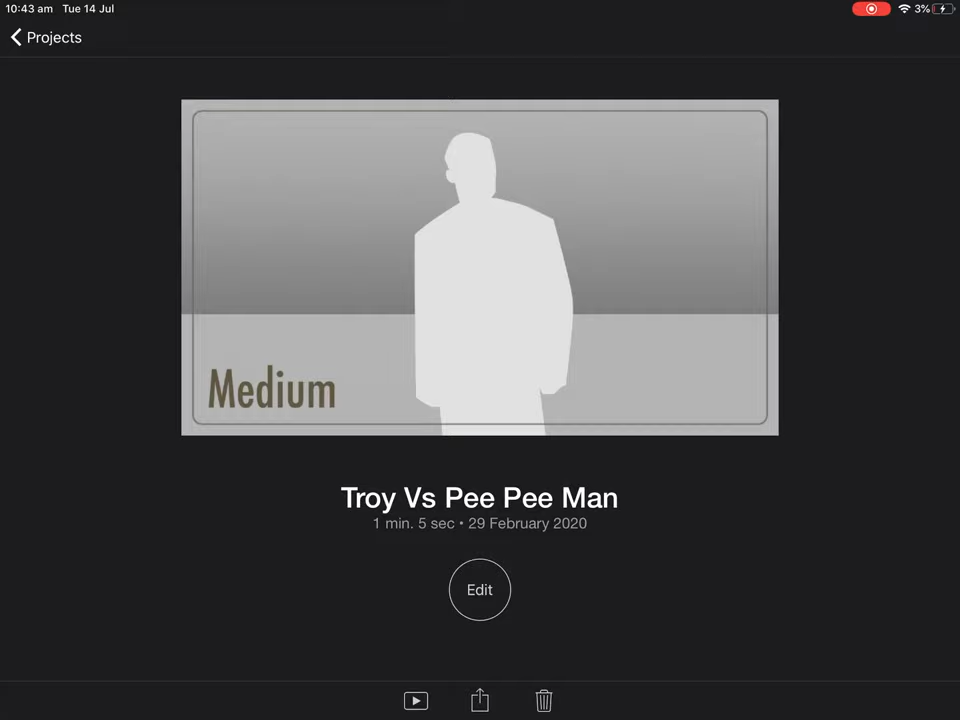 10:43 am Tue 14 Jul 3%
Projects
Medium
Troy Vs Pee Pee Man
1 min. 5 sec • 29 February 2020
Edit